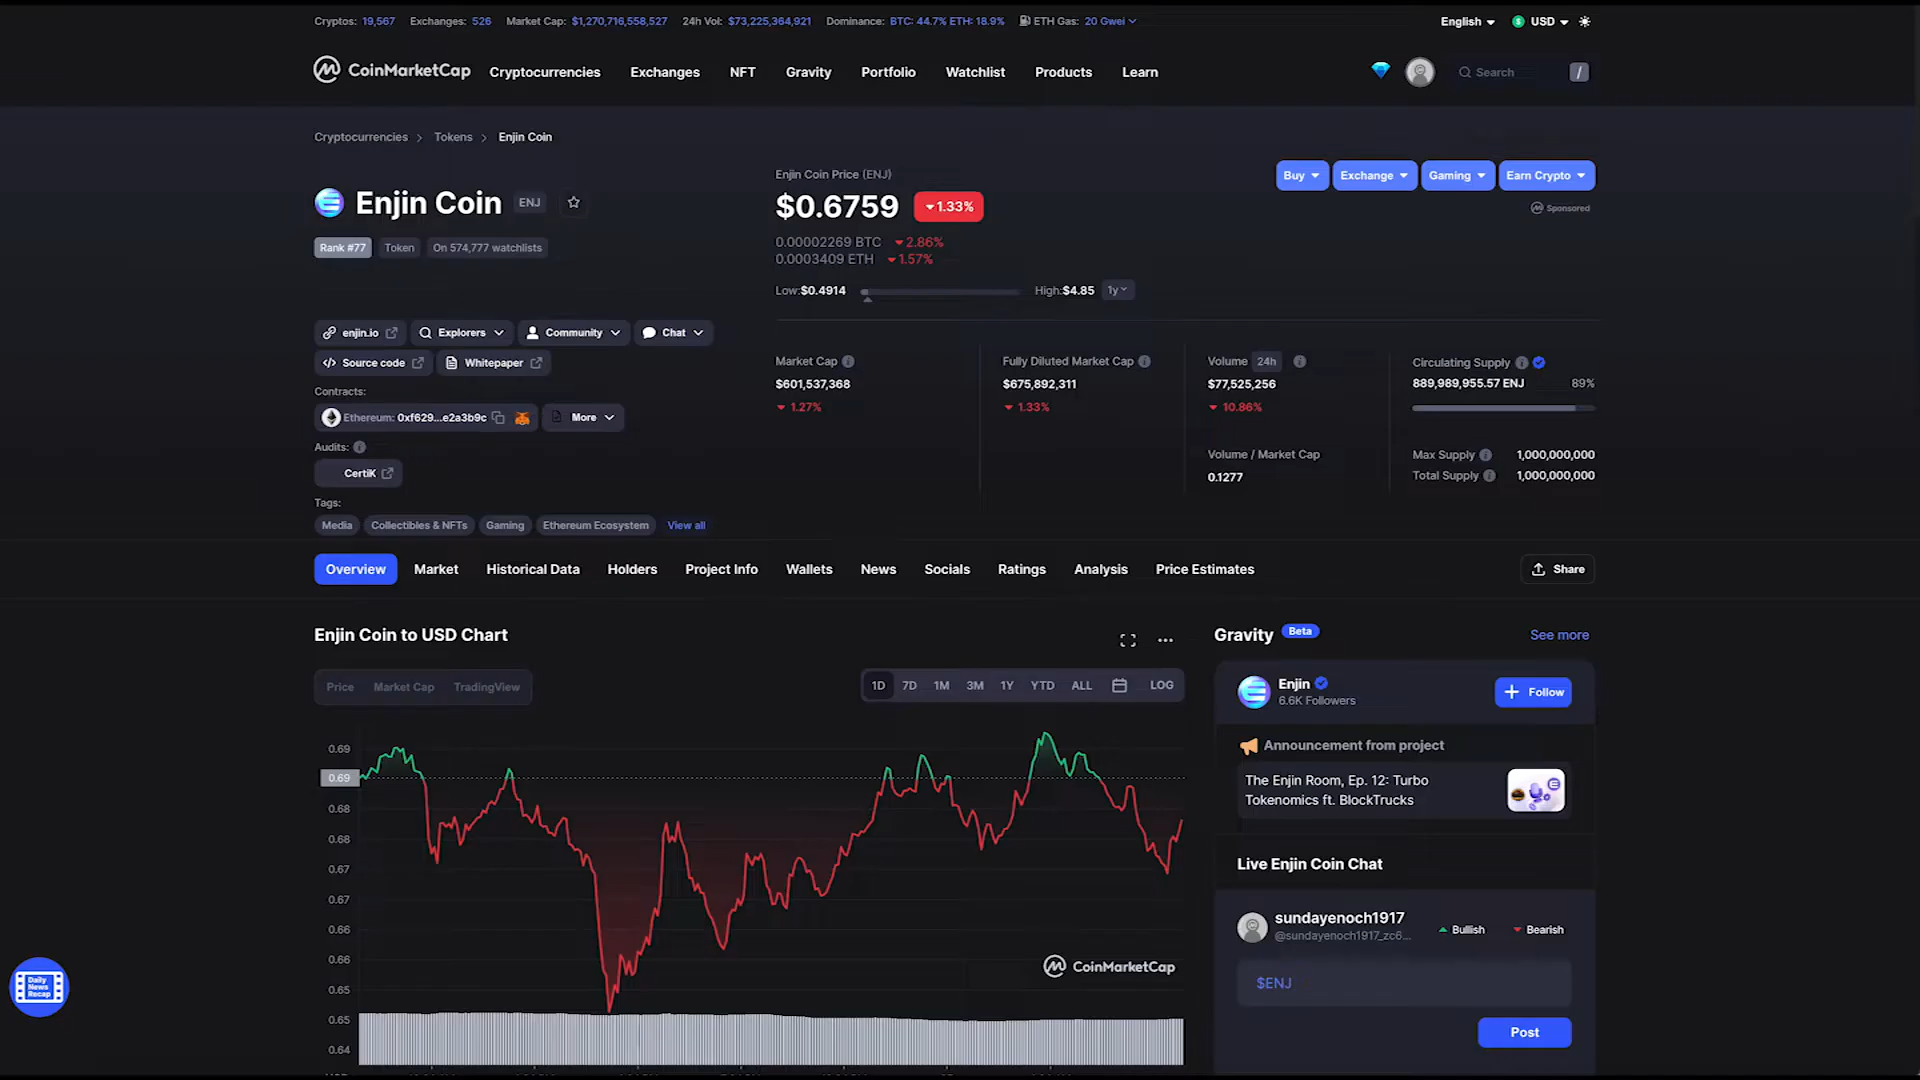 Cryptos: 19,567 Exchanges: 526 Market Cap: $1,270,716,558,527 24h Vol: $73,225,364,921 Dominance: BTC: 44.7% ETH: 18.9% ETH Gas: 20 Gwei English USD
CoinMarketCap Cryptocurrencies Exchanges NFT Gravity Portfolio Watchlist Products Learn Search /
Cryptocurrencies > Tokens > Enjin Coin
Enjin Coin ENJ
Rank #77 Token On 574,777 watchlists
enjin.io Explorers Community Chat
Source code Whitepaper
Contracts:
Ethereum: 0xf629...e2a3b9c More
Audits:
CertiK
Tags:
Media Collectibles & NFTs Gaming Ethereum Ecosystem View all
Enjin Coin Price (ENJ)
$0.6759 1.33%
0.00002269 BTC 2.86%
0.0003409 ETH 1.57%
Low:$0.4914 High:$4.85 1y
Buy Exchange Gaming Earn Crypto
Sponsored
Market Cap
$601,537,368
1.27%
Fully Diluted Market Cap
$675,892,311
1.33%
Volume 24h
$77,525,256
10.86%
Volume / Market Cap
0.1277
Circulating Supply
889,989,955.57 ENJ 89%
Max Supply 1,000,000,000
Total Supply 1,000,000,000
Overview Market Historical Data Holders Project Info Wallets News Socials Ratings Analysis Price Estimates Share
Enjin Coin to USD Chart
Price Market Cap TradingView 1D 7D 1M 3M 1Y YTD ALL LOG
0.69
0.69
0.68
0.68
0.67
0.67
0.66
0.66
0.65
0.65
0.64
CoinMarketCap
Gravity Beta See more
Enjin
6.6K Followers
Follow
Announcement from project
The Enjin Room, Ep. 12: Turbo
Tokenomics ft. BlockTrucks
Live Enjin Coin Chat
sundayenoch1917
@sundayenoch1917_zc6...
Bullish Bearish
$ENJ
Post
Daily
News
Recap